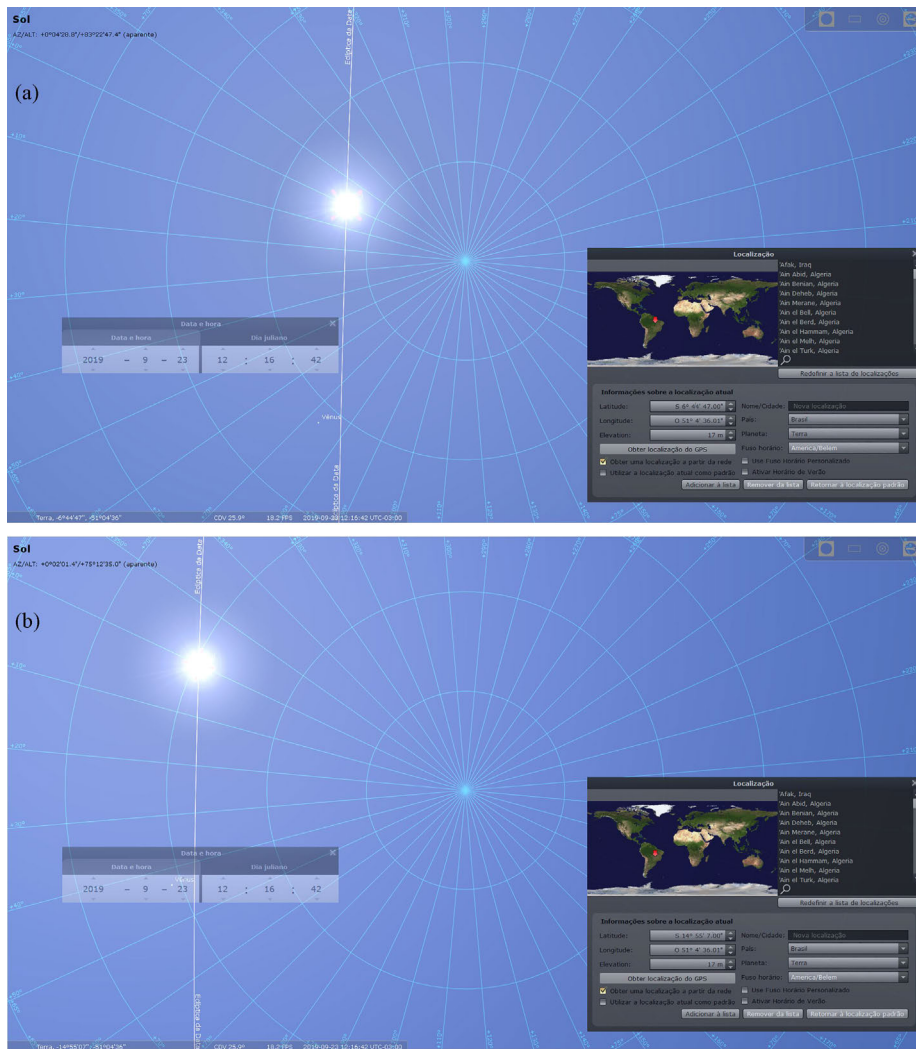 Sol
AZ/ALT: +0°04'28.8"/+83°22'47.4" (aparente)
(a)
Eclíptica da Data
Localização
'Afak, Iraq
'Ain Abid, Algeria
'Ain Benian, Algeria
'Ain Deheb, Algeria
'Ain Merane, Algeria
'Ain el Bell, Algeria
'Ain el Berd, Algeria
'Ain el Hammam, Algeria
'Ain el Melh, Algeria
'Ain el Turk, Algeria
Redefinir a lista de localizações
Data e hora
Data e hora Dia juliano
2019 - 9 - 23 12 : 16 : 42
Vênus
Eclíptica da Data
Informações sobre a localização atual
Latitude: S 6° 44' 47.00" Nome/Cidade: Nova localização
Longitude: O 51° 4' 36.01" País: Brasil
Elevation: 17 m Planeta: Terra
Obter localização do GPS Fuso horário: America/Belem
Obter uma localização a partir da rede Use Fuso Horário Personalizado
Utilizar a localização atual como padrão Ativar Horário de Verão
Adicionar à lista Remover da lista Retornar à localização padrão
Terra, -6°44'47", -51°04'36" CDV 25.9° 18.2 FPS 2019-09-23 12:16:42 UTC-03:00
Sol
AZ/ALT: +0°02'01.4"/+75°12'35.0" (aparente)
(b)
Eclíptica da Data
Localização
'Afak, Iraq
'Ain Abid, Algeria
'Ain Benian, Algeria
'Ain Deheb, Algeria
'Ain Merane, Algeria
'Ain el Bell, Algeria
'Ain el Berd, Algeria
'Ain el Hammam, Algeria
'Ain el Melh, Algeria
'Ain el Turk, Algeria
Redefinir a lista de localizações
Data e hora
Data e hora Dia juliano
2019 - 9 - 23 12 : 16 : 42
Vênus
Eclíptica da Data
Informações sobre a localização atual
Latitude: S 14° 55' 7.00" Nome/Cidade: Nova localização
Longitude: O 51° 4' 36.01" País: Brasil
Elevation: 17 m Planeta: Terra
Obter localização do GPS Fuso horário: America/Belem
Obter uma localização a partir da rede Use Fuso Horário Personalizado
Utilizar a localização atual como padrão Ativar Horário de Verão
Adicionar à lista Remover da lista Retornar à localização padrão
Terra, -14°55'07", -51°04'36" CDV 25.9° 18.2 FPS 2019-09-23 12:16:42 UTC-03:00